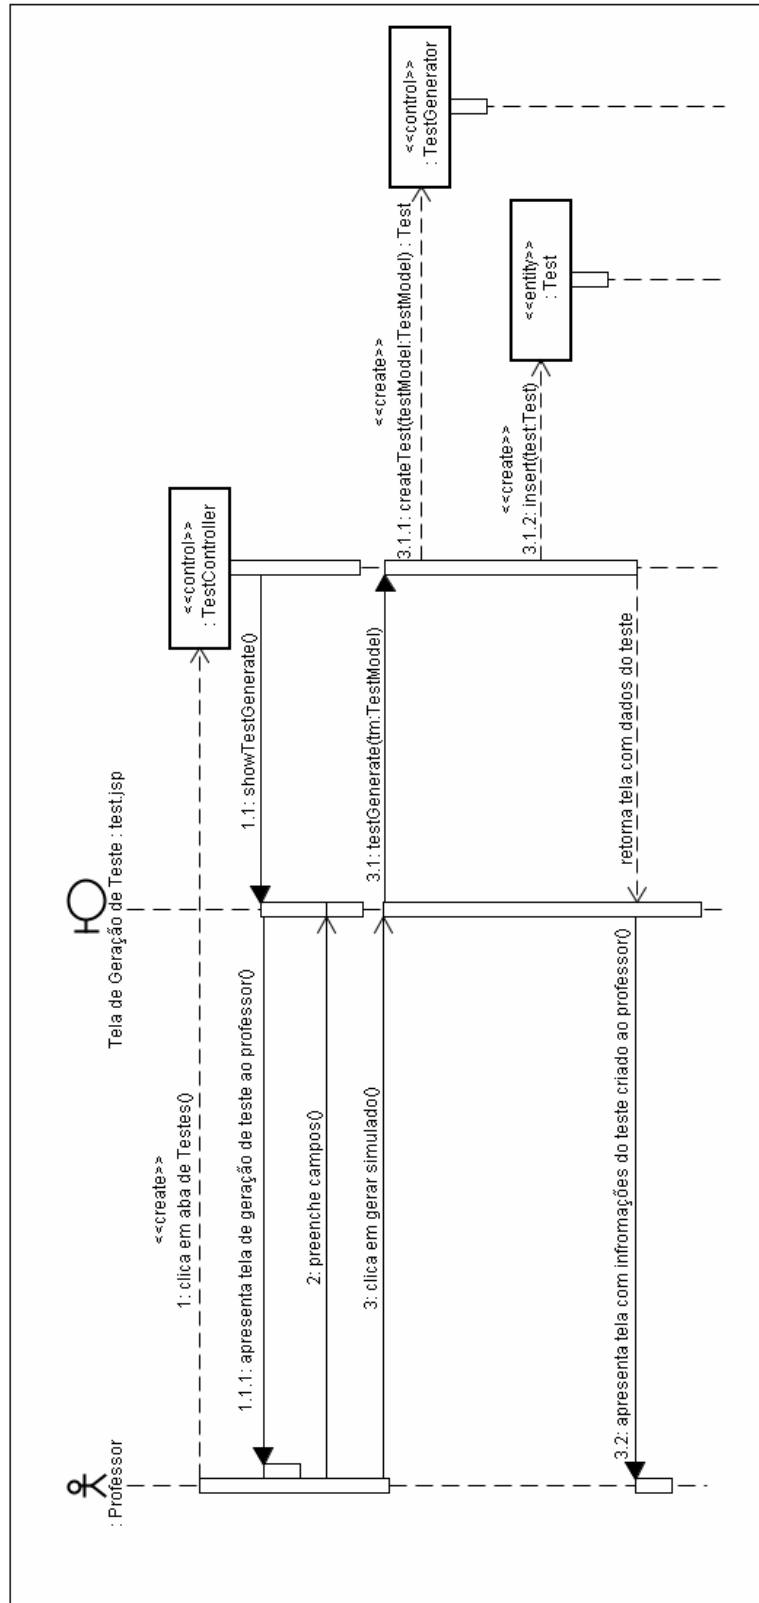 : Professor
Tela de Geração de Teste : test.jsp
<<control>>
: TestController
<<control>>
: TestGenerator
<<entity>>
: Test
<<create>>
1: clica em aba de Testes()
1.1: showTestGenerate()
1.1.1: apresenta tela de geração de teste ao professor()
2: preenche campos()
3: clica em gerar simulado()
3.1: testGenerate(tm:TestModel)
<<create>>
3.1.1: createTest(testModel:TestModel) : Test
<<create>>
3.1.2: insert(test:Test)
retorna tela com dados do teste
3.2: apresenta tela com infromações do teste criado ao professor()